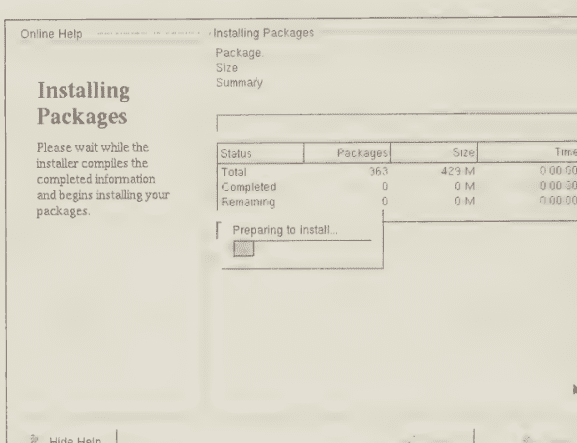 Online Help
Installing
Packages
Please wait while the
installer compiles the
completed information
and begins installing your
packages.
Installing Packages
Package
Size
Summary
Status Packages Size Time
Total 363 429 M 0:00:00
Completed 0 0 M 0:00:00
Remaining 0 0 M 0:00:00
Preparing to install...
Hide Help